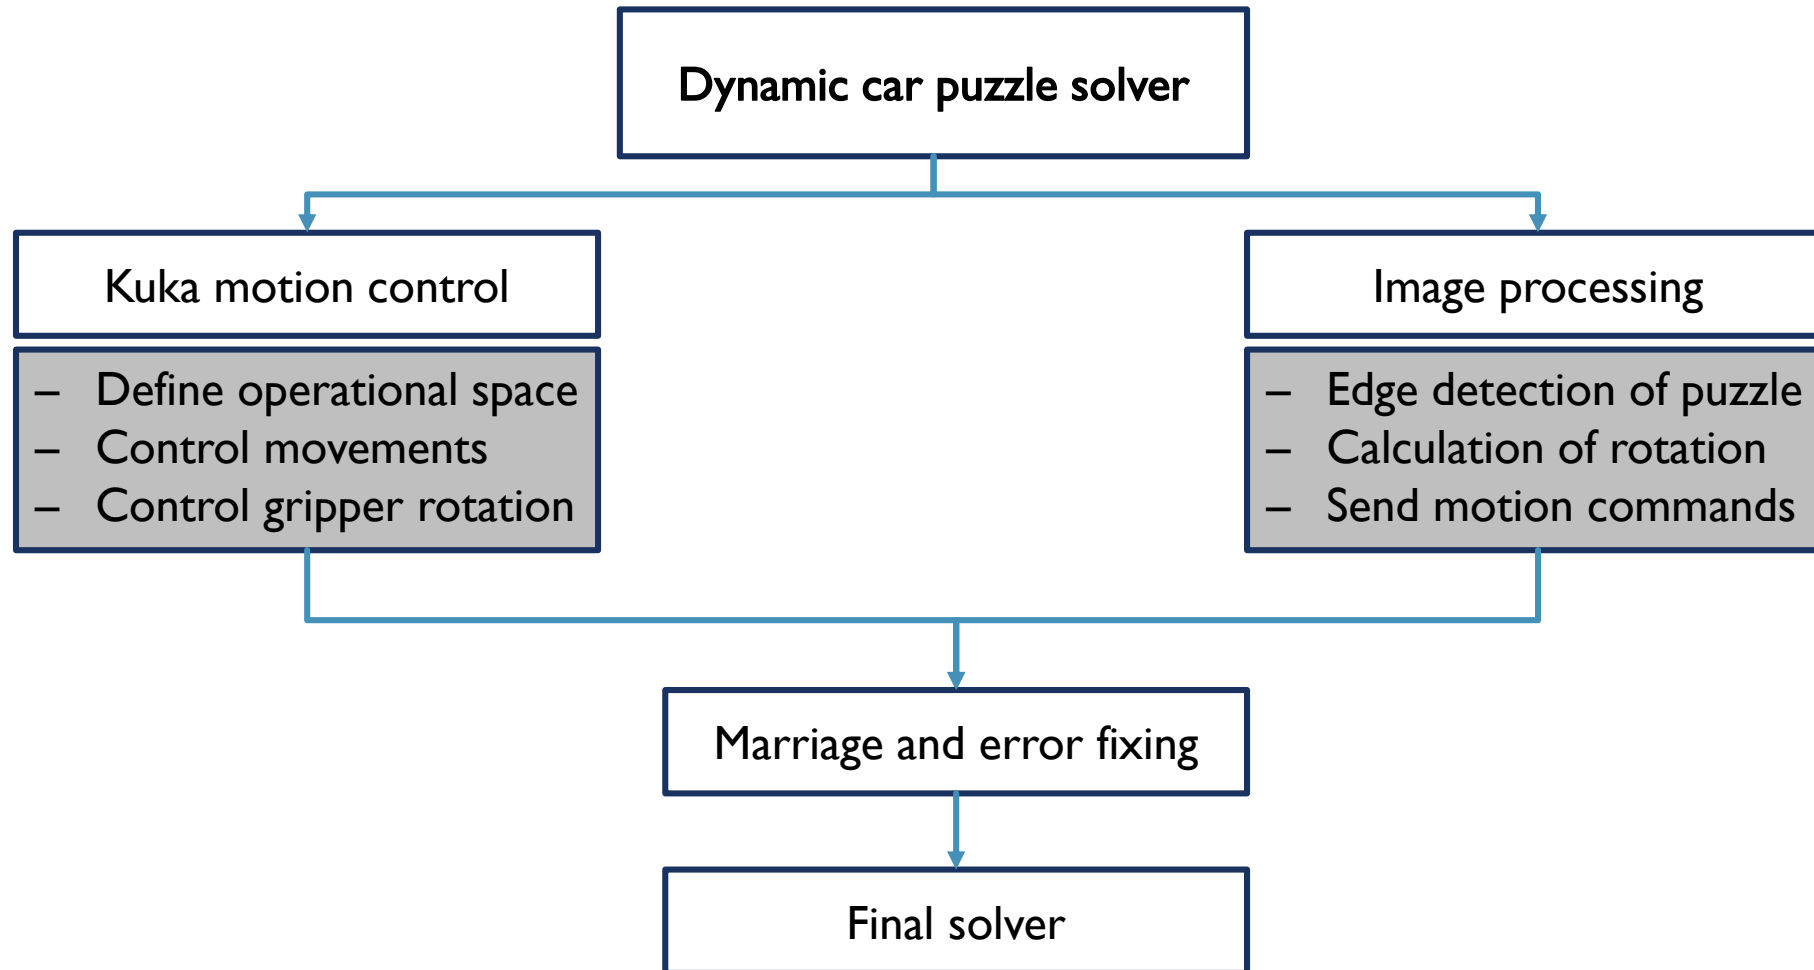 Dynamic car puzzle solver
Kuka motion control
– Define operational space
– Control movements
– Control gripper rotation
Image processing
– Edge detection of puzzle
– Calculation of rotation
– Send motion commands
Marriage and error fixing
Final solver